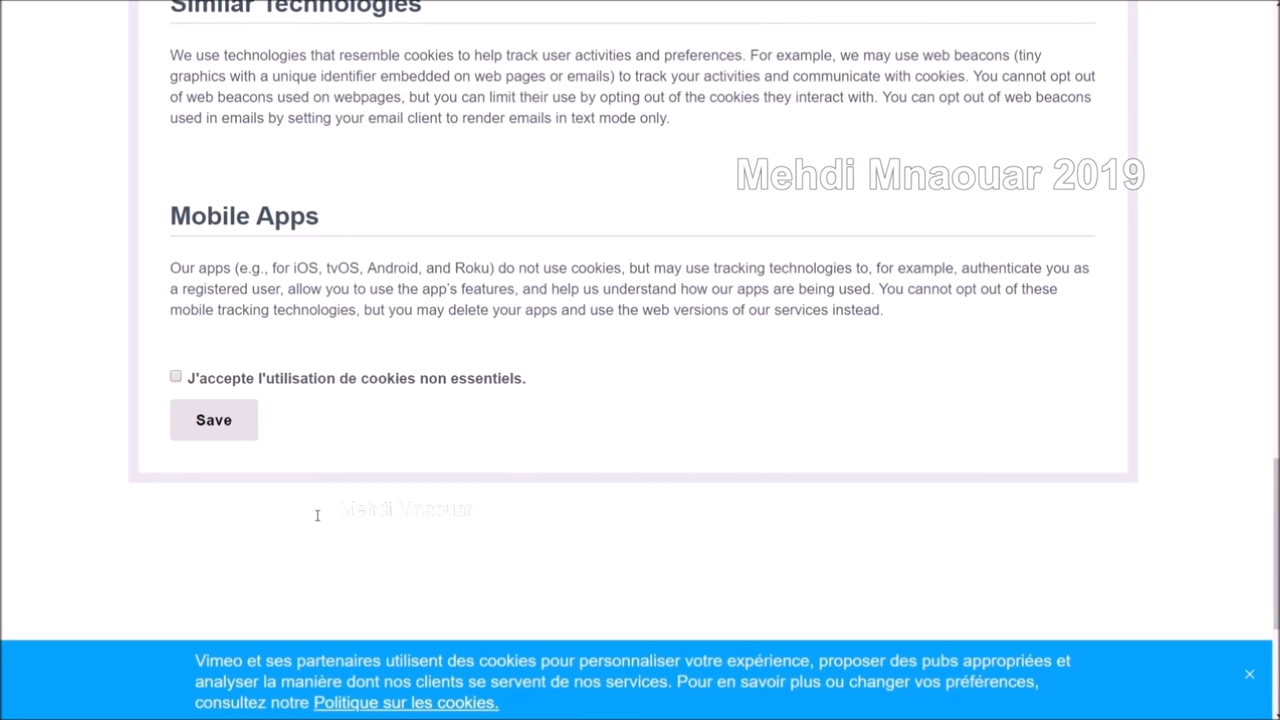 Similar Technologies
We use technologies that resemble cookies to help track user activities and preferences. For example, we may use web beacons (tiny
graphics with a unique identifier embedded on web pages or emails) to track your activities and communicate with cookies. You cannot opt out
of web beacons used on webpages, but you can limit their use by opting out of the cookies they interact with. You can opt out of web beacons
used in emails by setting your email client to render emails in text mode only.
Mehdi Mnaouar 2019
Mobile Apps
Our apps (e.g., for iOS, tvOS, Android, and Roku) do not use cookies, but may use tracking technologies to, for example, authenticate you as
a registered user, allow you to use the app's features, and help us understand how our apps are being used. You cannot opt out of these
mobile tracking technologies, but you may delete your apps and use the web versions of our services instead.
J'accepte l'utilisation de cookies non essentiels.
Save
Mehdi Mnaouar
Vimeo et ses partenaires utilisent des cookies pour personnaliser votre expérience, proposer des pubs appropriées et
analyser la manière dont nos clients se servent de nos services. Pour en savoir plus ou changer vos préférences,
consultez notre Politique sur les cookies.